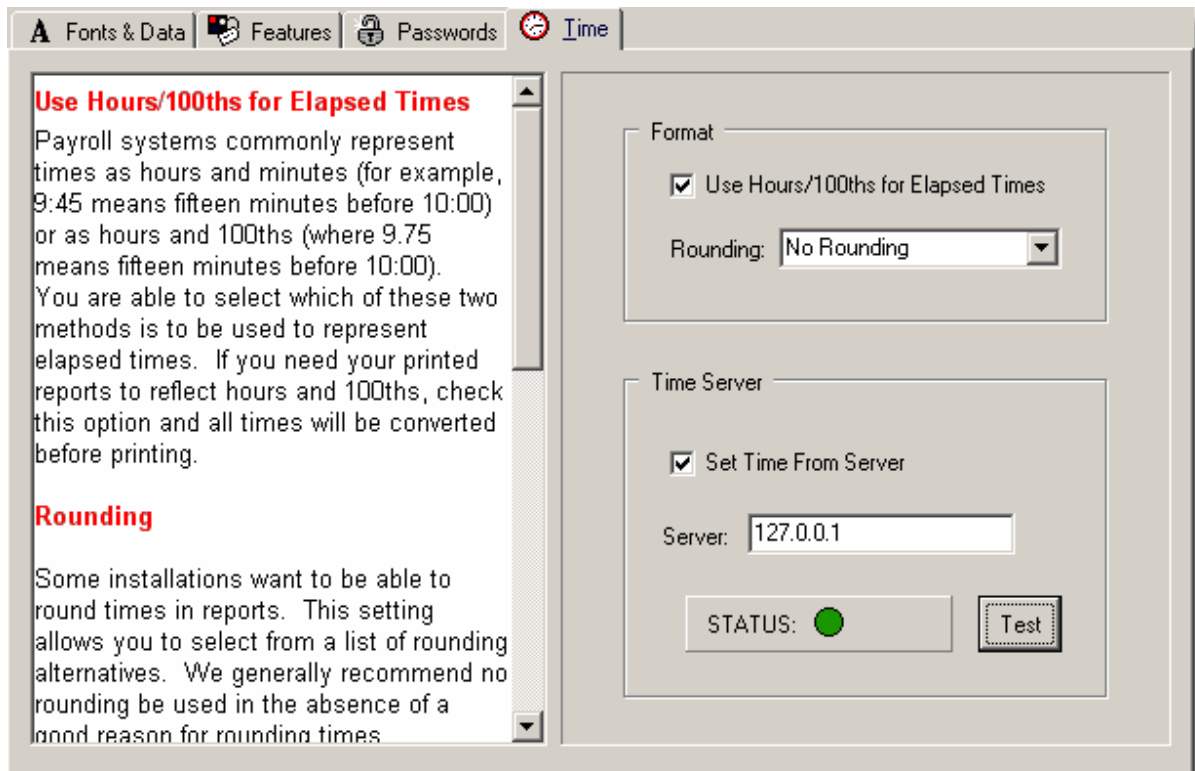 Fonts & Data Features Passwords Time
Use Hours/100ths for Elapsed Times
Payroll systems commonly represent
times as hours and minutes (for example,
9:45 means fifteen minutes before 10:00)
or as hours and 100ths (where 9.75
means fifteen minutes before 10:00).
You are able to select which of these two
methods is to be used to represent
elapsed times.  If you need your printed
reports to reflect hours and 100ths, check
this option and all times will be converted
before printing.
Rounding
Some installations want to be able to
round times in reports.  This setting
allows you to select from a list of rounding
alternatives.  We generally recommend no
rounding be used in the absence of a
good reason for rounding times
Format
Use Hours/100ths for Elapsed Times
Rounding: No Rounding
Time Server
Set Time From Server
Server: 127.0.0.1
STATUS: Test